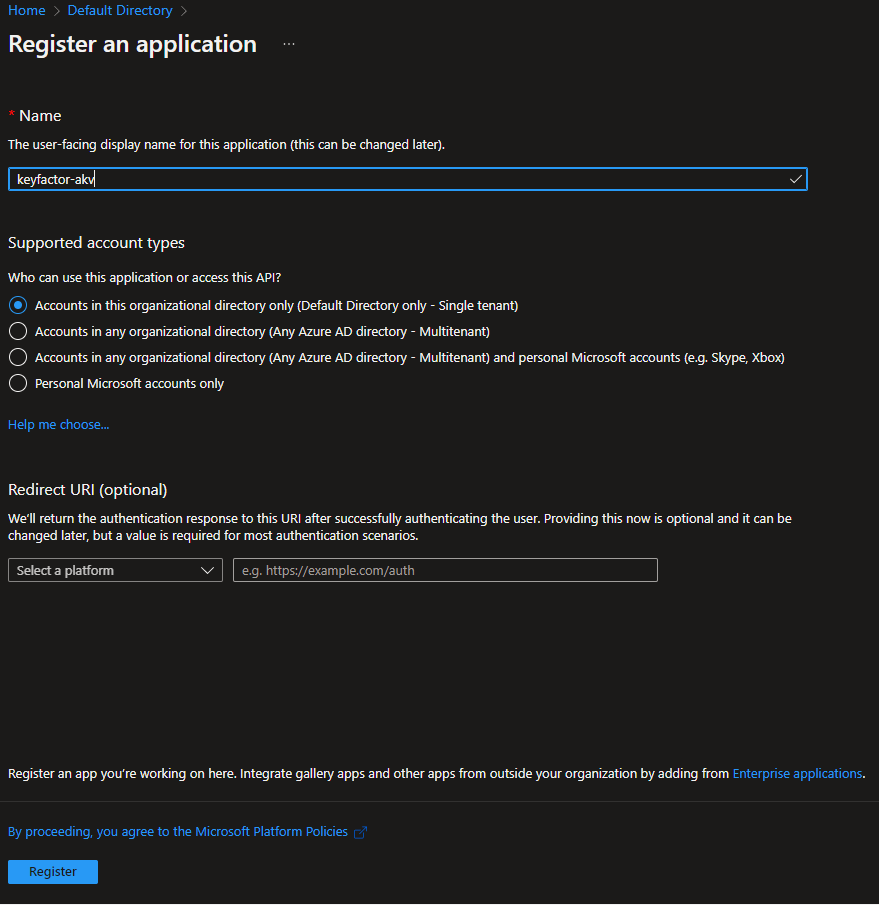 Home > Default Directory >
Register an application ...
* Name
The user-facing display name for this application (this can be changed later).
keyfactor-akv
Supported account types
Who can use this application or access this API?
Accounts in this organizational directory only (Default Directory only - Single tenant)
Accounts in any organizational directory (Any Azure AD directory - Multitenant)
Accounts in any organizational directory (Any Azure AD directory - Multitenant) and personal Microsoft accounts (e.g. Skype, Xbox)
Personal Microsoft accounts only
Help me choose...
Redirect URI (optional)
We'll return the authentication response to this URI after successfully authenticating the user. Providing this now is optional and it can be
changed later, but a value is required for most authentication scenarios.
Select a platform
e.g. https://example.com/auth
Register an app you're working on here. Integrate gallery apps and other apps from outside your organization by adding from Enterprise applications.
By proceeding, you agree to the Microsoft Platform Policies
Register